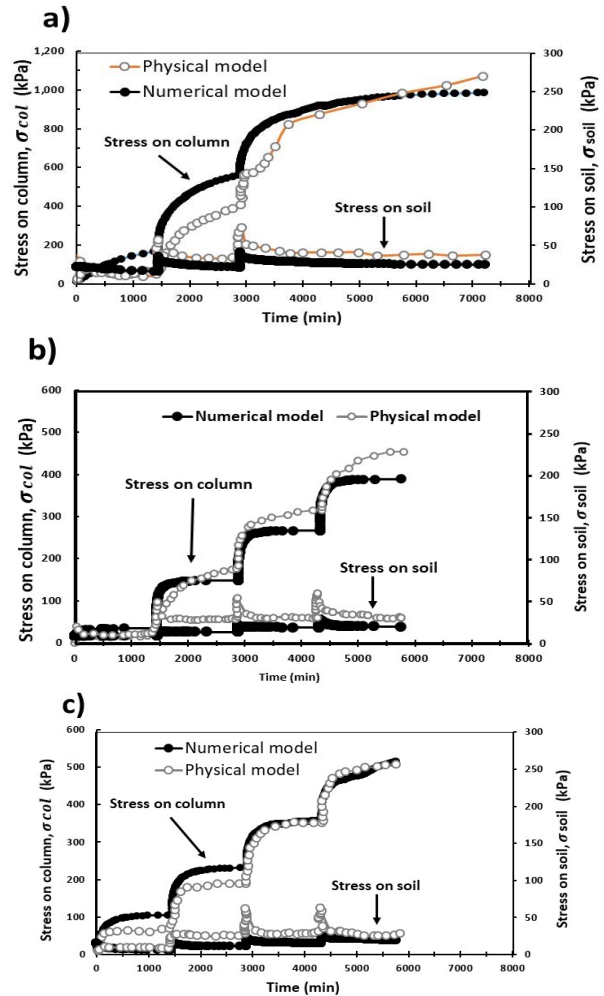 a)
1,200
1,000
800
600
400
200
0
Stress on column, σcol (kPa)
300
250
200
150
100
50
0
Stress on soil, σsoil (kPa)
Physical model
Numerical model
Stress on column
Stress on soil
0 1000 2000 3000 4000 5000 6000 7000 8000
Time (min)
b)
600
500
400
300
200
100
0
Stress on column, σcol (kPa)
300
250
200
150
100
50
0
Stress on soil, σsoil (kPa)
Numerical model Physical model
Stress on column
Stress on soil
0 1000 2000 3000 4000 5000 6000 7000 8000
Time (min)
c)
600
500
400
300
200
100
0
Stress on column, σcol (kPa)
300
250
200
150
100
50
0
Stress on soil, σsoil (kPa)
Numerical model
Physical model
Stress on column
Stress on soil
0 1000 2000 3000 4000 5000 6000 7000 8000
Time (min)